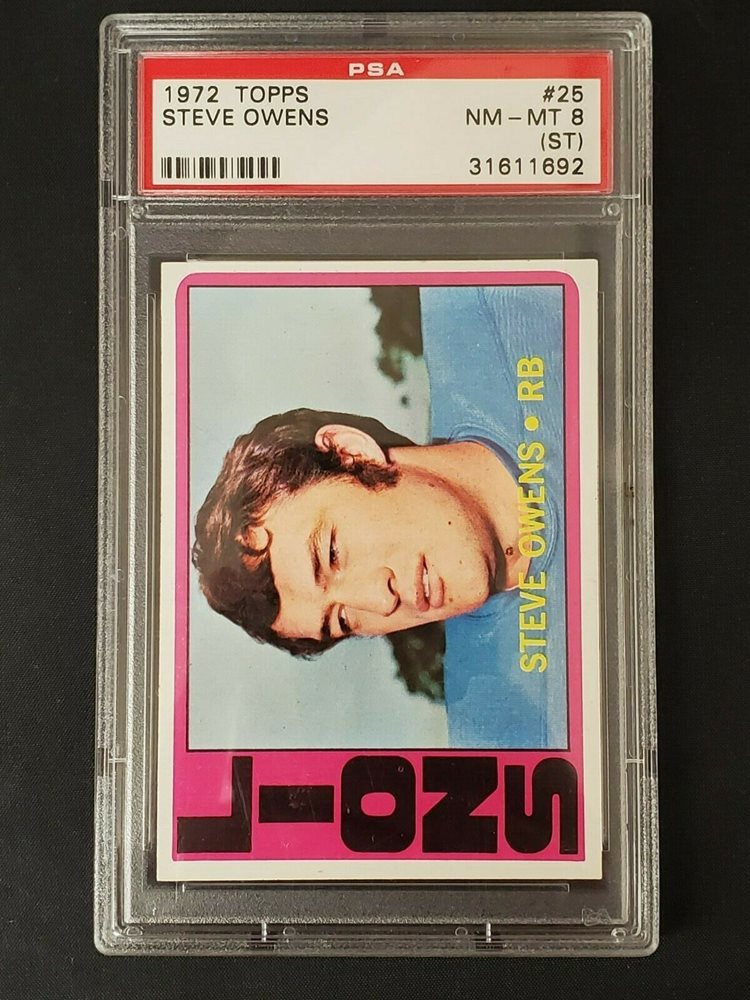 PSA
1972 TOPPS #25
STEVE OWENS NM – MT 8
(ST)
31611692
STEVE OWENS • RB
LIONS